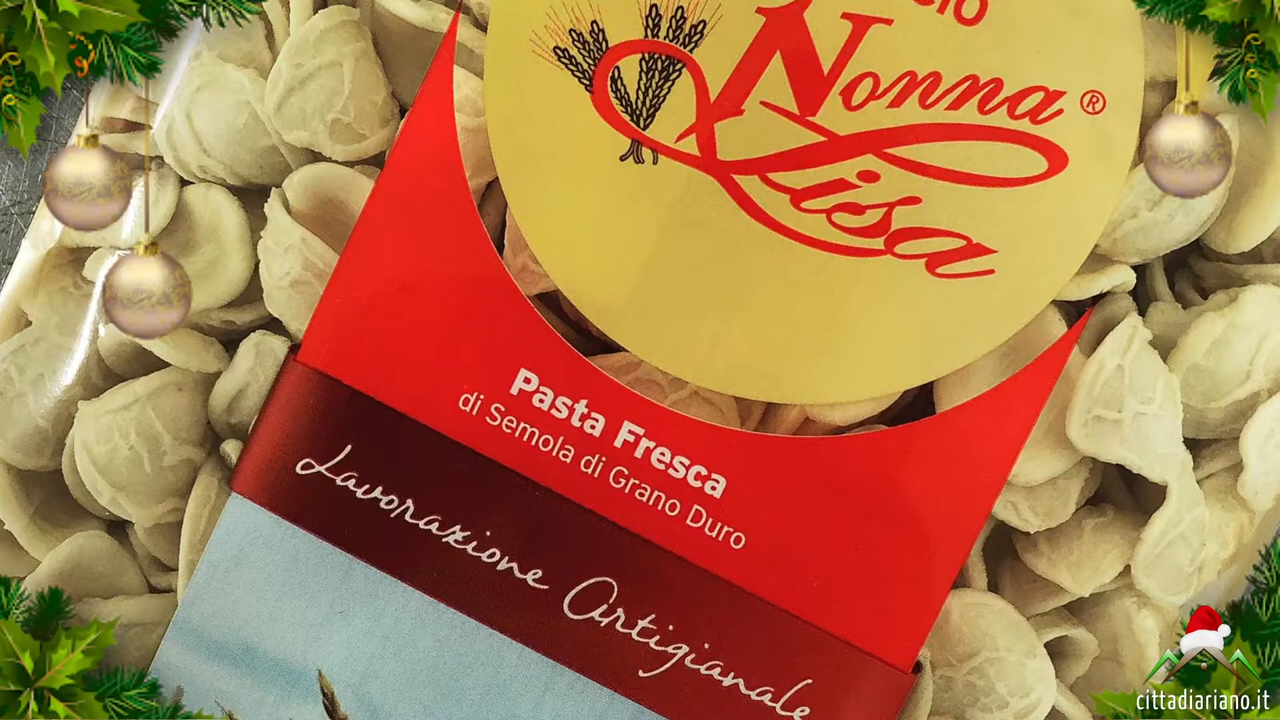 Nonna ®
Lisa
Pasta Fresca
di Semola di Grano Duro
Lavorazione Artigianale
cittadiariano.it